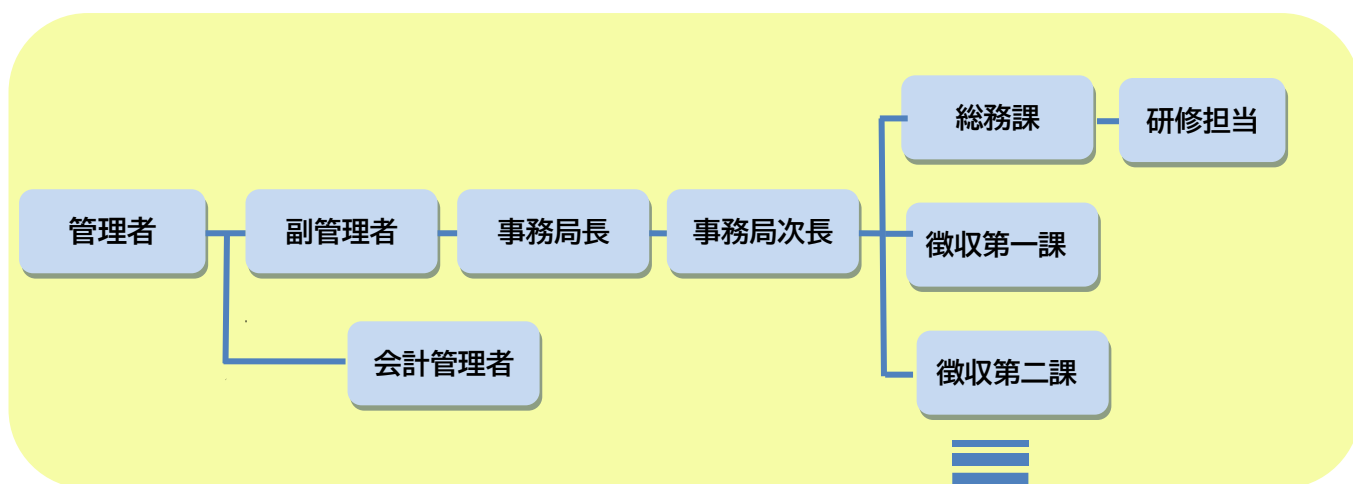 総務課
研修担当
管理者
副管理者
事務局長
事務局次長
徴収第一課
会計管理者
徴収第二課